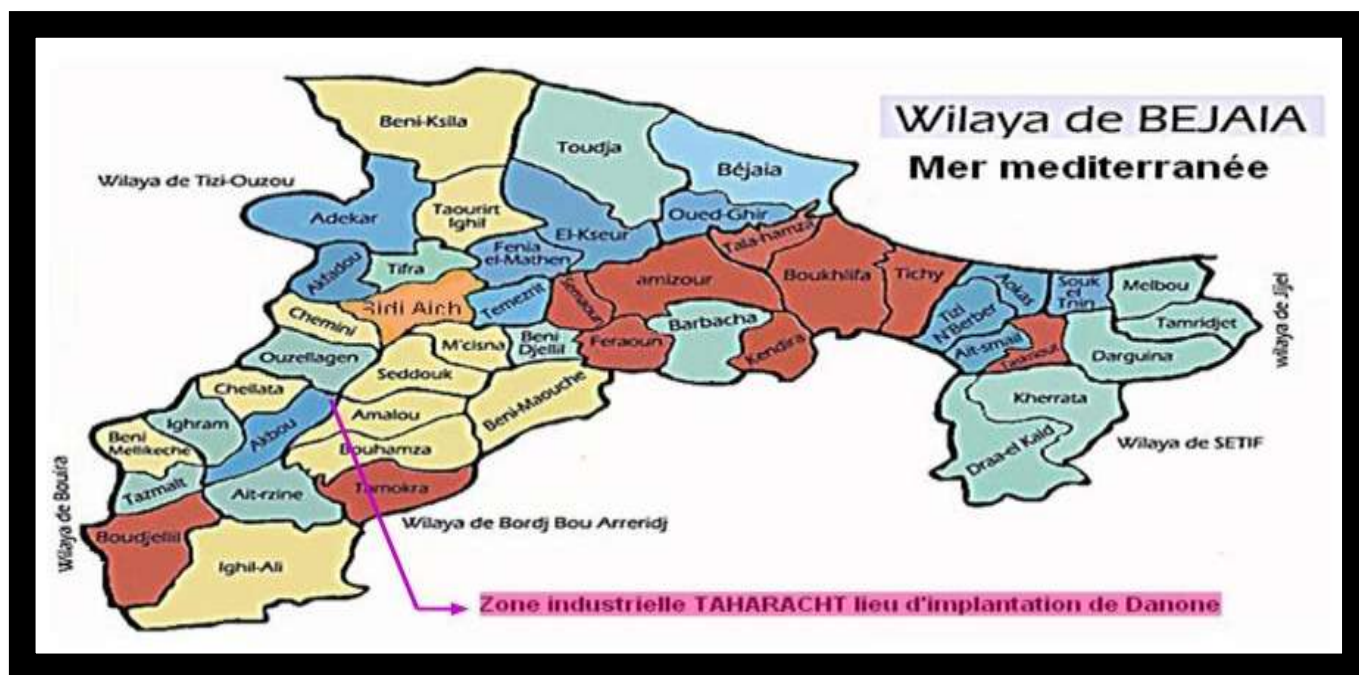 Wilaya de BEJAIA
Mer mediterranée
Beni-Ksila
Toudja
Béjaia
Wilaya de Tizi-Ouzou
Adekar
Taourirt
Ighil
Oued-Ghir
El-Kseur
Tala-hamza
Fenia
el-Mathen
Akfadou
Tifra
amizour
Boukhlifa
Tichy
Aokas
Souk
el
Tnin
Melbou
wilaya de Jijel
Sidi Aich
Temezrit
Semaoun
Tizi
N'Berber
Tamridjet
Chemini
Barbacha
M'cisna
Beni
Djellil
Feraoun
Kendira
Ait-smail
Taskriout
Darguina
Ouzellagen
Seddouk
Chellata
Kherrata
Beni-Maouche
Amalou
Ighram
Akbou
Beni
Mellikeche
Bouhamza
Draa-el Kaid
Wilaya de SETIF
Tazmalt
Ait-rzine
Tamokra
Wilaya de Bouira
Wilaya de Bordj Bou Arreridj
Boudjellil
Ighil-Ali
Zone industrielle TAHARACHT lieu d'implantation de Danone